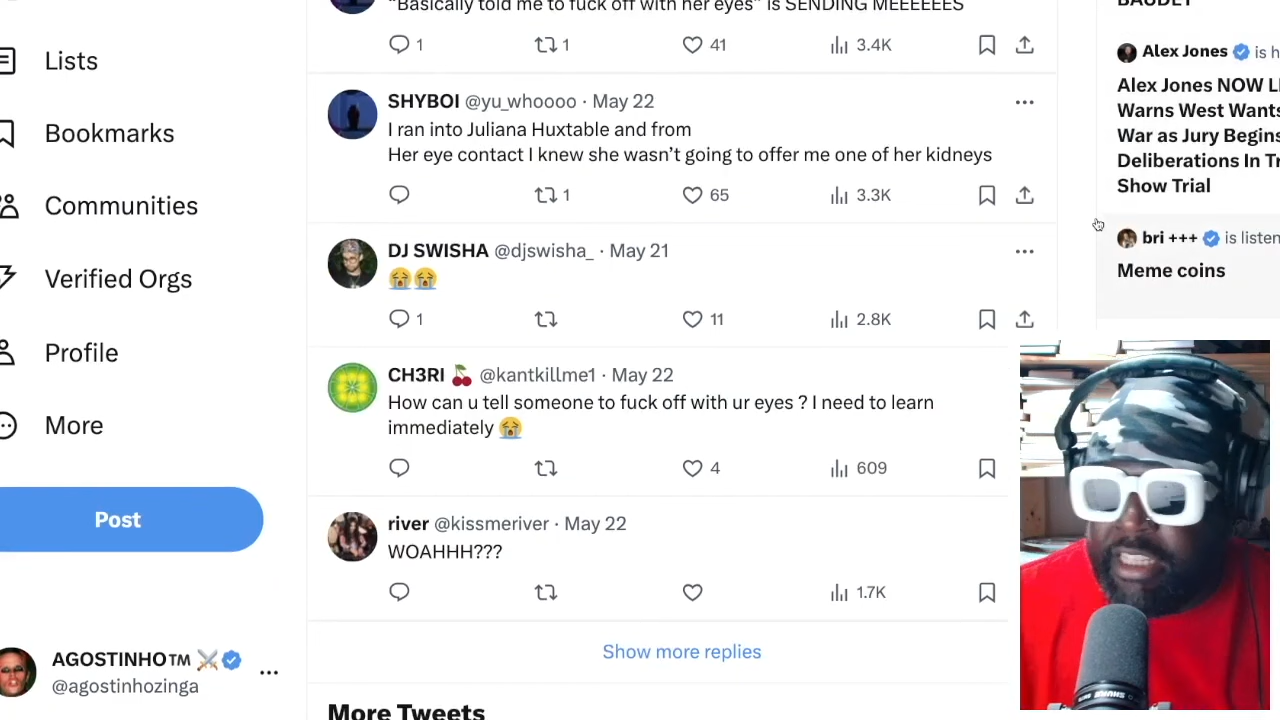 "Basically told me to fuck off with her eyes" is SENDING MEEEEEES
1 1 41 3.4K
SHYBOI @yu_whoooo · May 22
I ran into Juliana Huxtable and from
Her eye contact I knew she wasn't going to offer me one of her kidneys
1 65 3.3K
DJ SWISHA @djswisha_ · May 21
😭😭
1 11 2.8K
CH3RI 🍒 @kantkillme1 · May 22
How can u tell someone to fuck off with ur eyes ? I need to learn
immediately 😭
4 609
river @kissmeriver · May 22
WOAHHH???
1.7K
Show more replies
More Tweets
Lists
Bookmarks
Communities
Verified Orgs
Profile
More
Post
AGOSTINHO™ ⚔️
@agostinhozinga
BAUDET
Alex Jones is h
Alex Jones NOW LI
Warns West Wants
War as Jury Begins
Deliberations In Tr
Show Trial
bri +++ is listen
Meme coins
SHURE